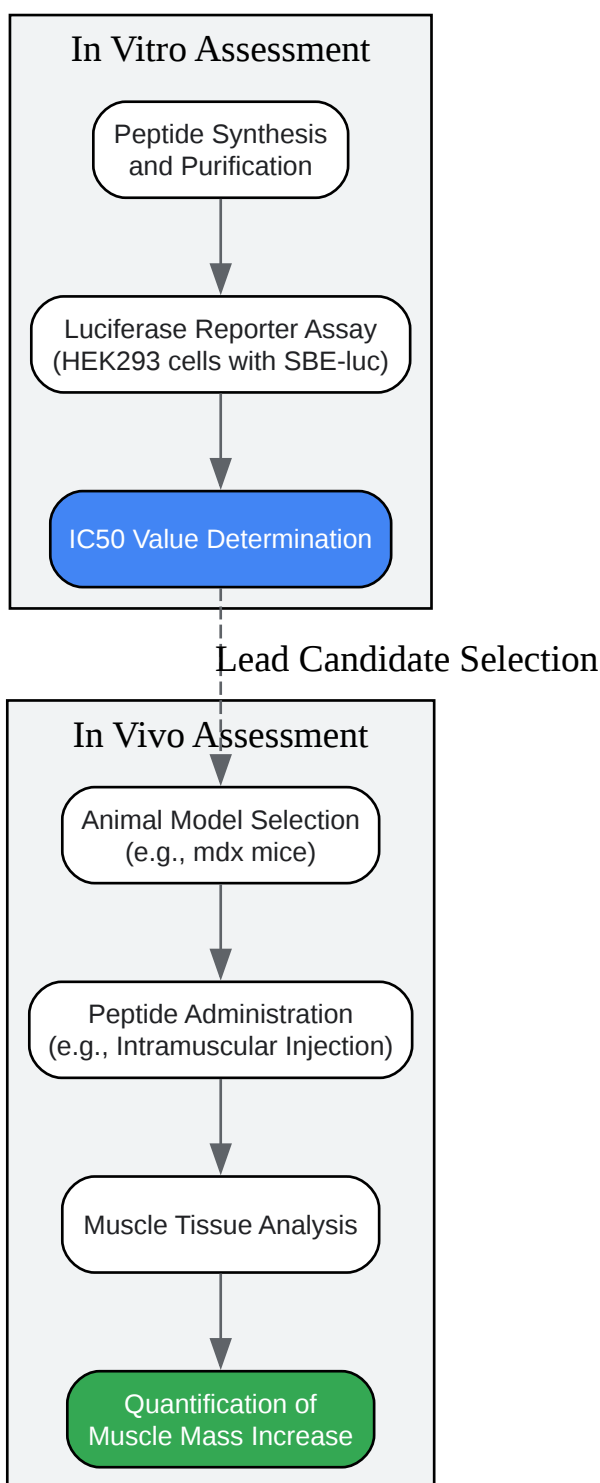 In Vitro Assessment
Peptide Synthesis
and Purification
Luciferase Reporter Assay
(HEK293 cells with SBE-luc)
IC50 Value Determination
Lead Candidate Selection
In Vivo Assessment
Animal Model Selection
(e.g., mdx mice)
Peptide Administration
(e.g., Intramuscular Injection)
Muscle Tissue Analysis
Quantification of
Muscle Mass Increase